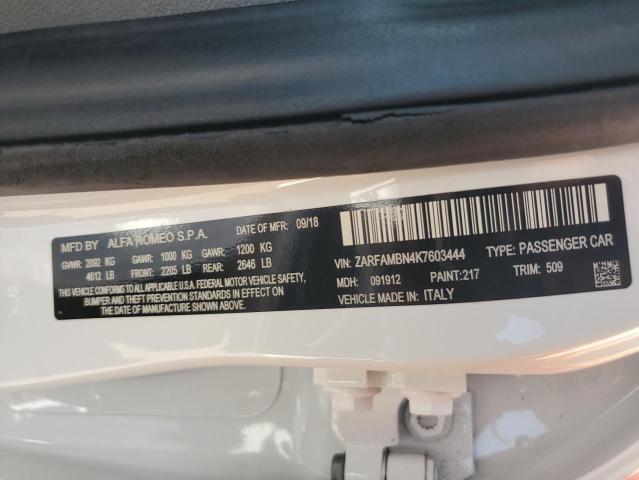 MFD BY ALFA ROMEO S.P.A. DATE OF MFR: 09/18
GVWR: 2092 KG GAWR: 1000 KG GAWR: 1200 KG
4612 LB FRONT: 2205 LB REAR: 2646 LB
THIS VEHICLE CONFORMS TO ALL APPLICABLE U.S.A. FEDERAL MOTOR VEHICLE SAFETY,
BUMPER AND THEFT PREVENTION STANDARDS IN EFFECT ON
THE DATE OF MANUFACTURE SHOWN ABOVE.
VIN: ZARFAMBN4K7603444 TYPE: PASSENGER CAR
MDH: 091912 PAINT:217 TRIM: 509
VEHICLE MADE IN: ITALY